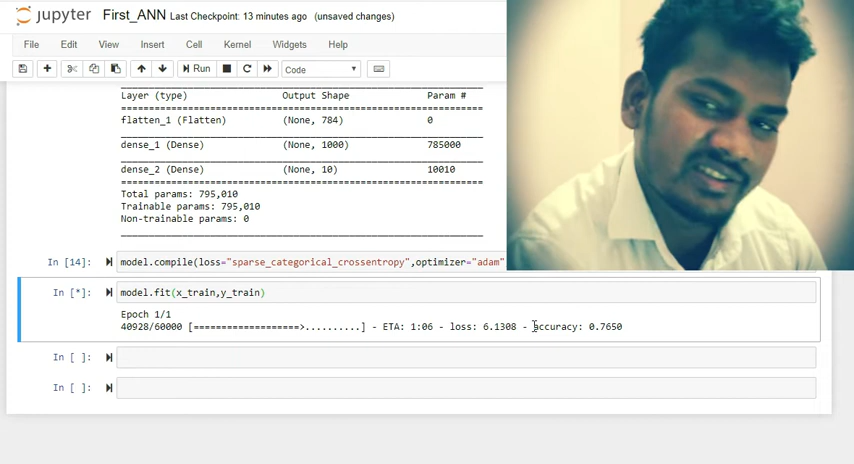 jupyter First_ANN Last Checkpoint: 13 minutes ago (unsaved changes)
File Edit View Insert Cell Kernel Widgets Help
Run Code
Layer (type) Output Shape Param #
=================================================================
flatten_1 (Flatten) (None, 784) 0
_________________________________________________________________
dense_1 (Dense) (None, 1000) 785000
_________________________________________________________________
dense_2 (Dense) (None, 10) 10010
=================================================================
Total params: 795,010
Trainable params: 795,010
Non-trainable params: 0
_________________________________________________________________
In [14]: model.compile(loss="sparse_categorical_crossentropy",optimizer="adam"
In [*]: model.fit(x_train,y_train)
Epoch 1/1
40928/60000 [===================>..........] - ETA: 1:06 - loss: 6.1308 - accuracy: 0.7650
In [ ]:
In [ ]: